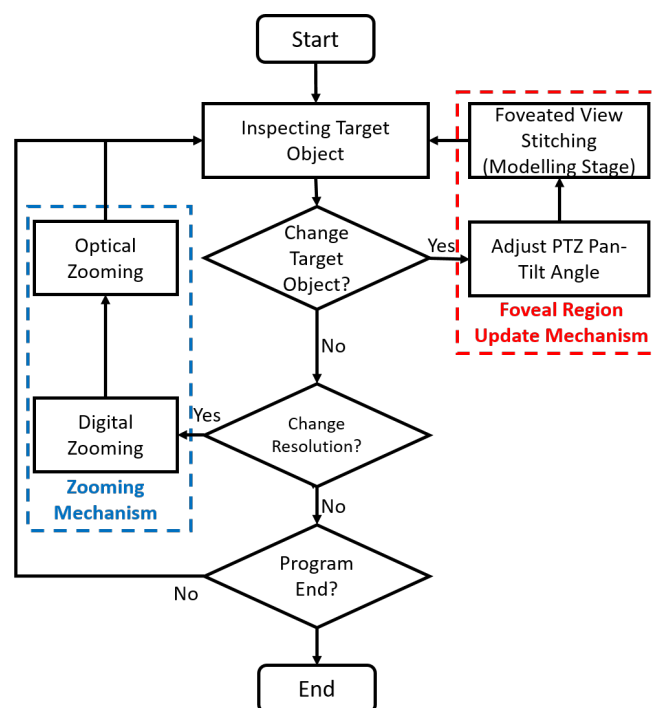 Start
Inspecting Target
Object
Foveated View
Stitching
(Modelling Stage)
Change
Target
Object?
Yes
Adjust PTZ Pan-
Tilt Angle
Foveal Region
Update Mechanism
Optical
Zooming
No
Change
Resolution?
Yes
Digital
Zooming
Zooming
Mechanism
No
Program
End?
No
End